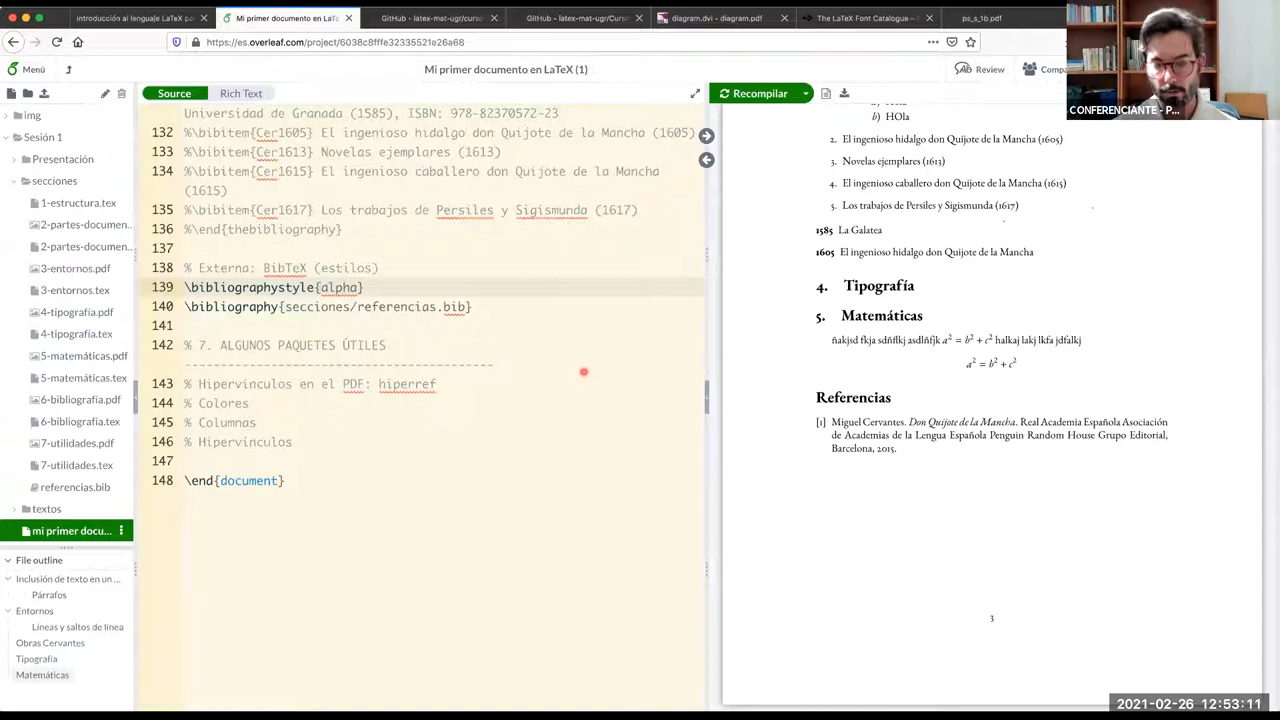 introducción al lenguaje LaTeX pa
Mi primer documento en LaT
GitHub - latex-mat-ugr/curso
GitHub - latex-mat-ugr/Curso
diagram.dvi - diagram.pdf
The LaTeX Font Catalogue – F
ps_s_1b.pdf
https://es.overleaf.com/project/6038c8fffe32335521e26a68
Menú
Mi primer documento en LaTeX (1)
Review
Compa
Source
Rich Text
Recompilar
CONFERENCIANTE - P...
img
Sesión 1
Presentación
secciones
1-estructura.tex
2-partes-documen...
2-partes-documen...
3-entornos.pdf
3-entornos.tex
4-tipografía.pdf
4-tipografía.tex
5-matemáticas.pdf
5-matemáticas.tex
6-bibliografía.pdf
6-bibliografía.tex
7-utilidades.pdf
7-utilidades.tex
referencias.bib
textos
mi primer docu...
File outline
Inclusión de texto en un ...
Párrafos
Entornos
Líneas y saltos de línea
Obras Cervantes
Tipografía
Matemáticas
Universidad de Granada (1585), ISBN: 978-82370572-23
132 %\bibitem{Cer1605} El ingenioso hidalgo don Quijote de la Mancha (1605)
133 %\bibitem{Cer1613} Novelas ejemplares (1613)
134 %\bibitem{Cer1615} El ingenioso caballero don Quijote de la Mancha
(1615)
135 %\bibitem{Cer1617} Los trabajos de Persiles y Sigismunda (1617)
136 %\end{thebibliography}
137
138 % Externa: BibTeX (estilos)
139 \bibliographystyle{alpha}
140 \bibliography{secciones/referencias.bib}
141
142 % 7. ALGUNOS PAQUETES ÚTILES
--------------------------------------------
143 % Hipervinculos en el PDF: hiperref
144 % Colores
145 % Columnas
146 % Hipervínculos
147
148 \end{document}
b) HOla
2. El ingenioso hidalgo don Quijote de la Mancha (1605)
3. Novelas ejemplares (1613)
4. El ingenioso caballero don Quijote de la Mancha (1615)
5. Los trabajos de Persiles y Sigismunda (1617)
1585 La Galatea
1605 El ingenioso hidalgo don Quijote de la Mancha
4. Tipografía
5. Matemáticas
ñakjsd fkja sdñflkj asdlñfjk a² = b² + c² halkaj lakj lkfa jdfalkj
a² = b² + c²
Referencias
[1] Miguel Cervantes. Don Quijote de la Mancha. Real Academia Española Asociación
de Academias de la Lengua Española Penguin Random House Grupo Editorial,
Barcelona, 2015.
3
2021-02-26 12:53:11